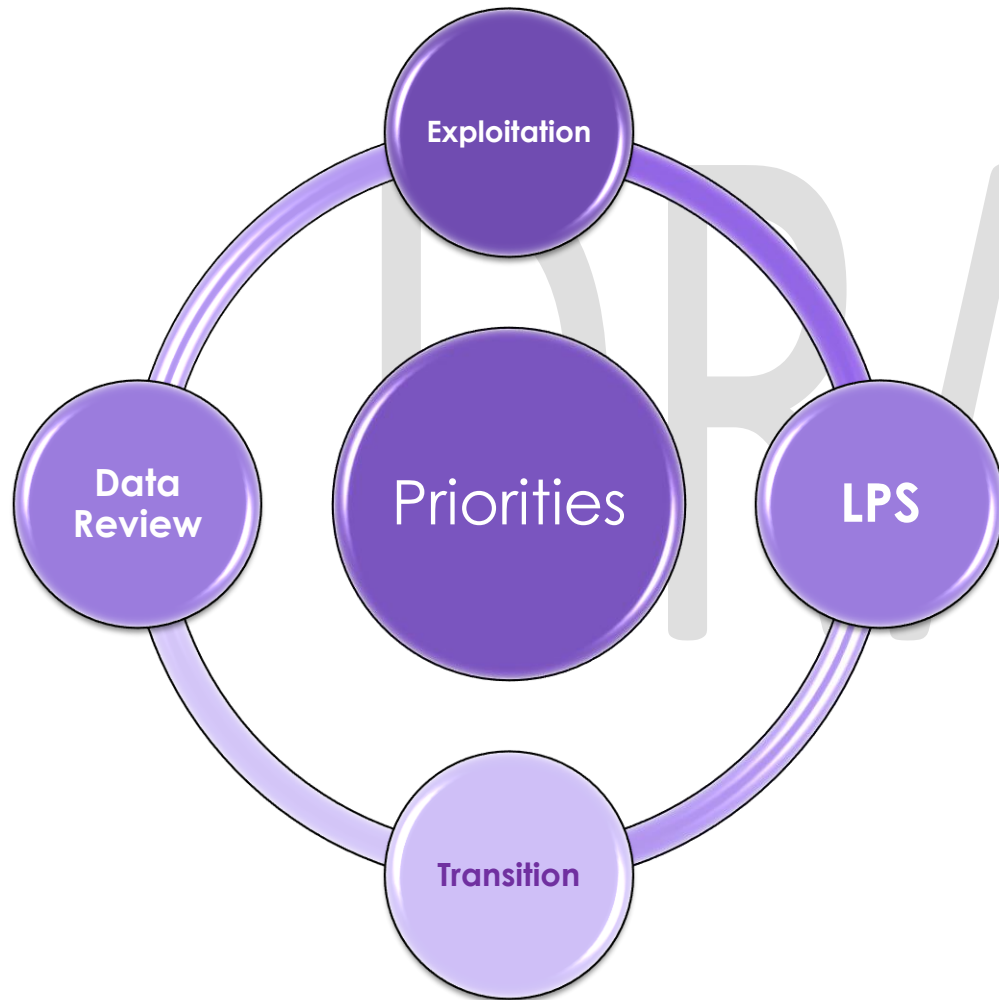 Exploitation
Priorities
Data
Review
LPS
Transition